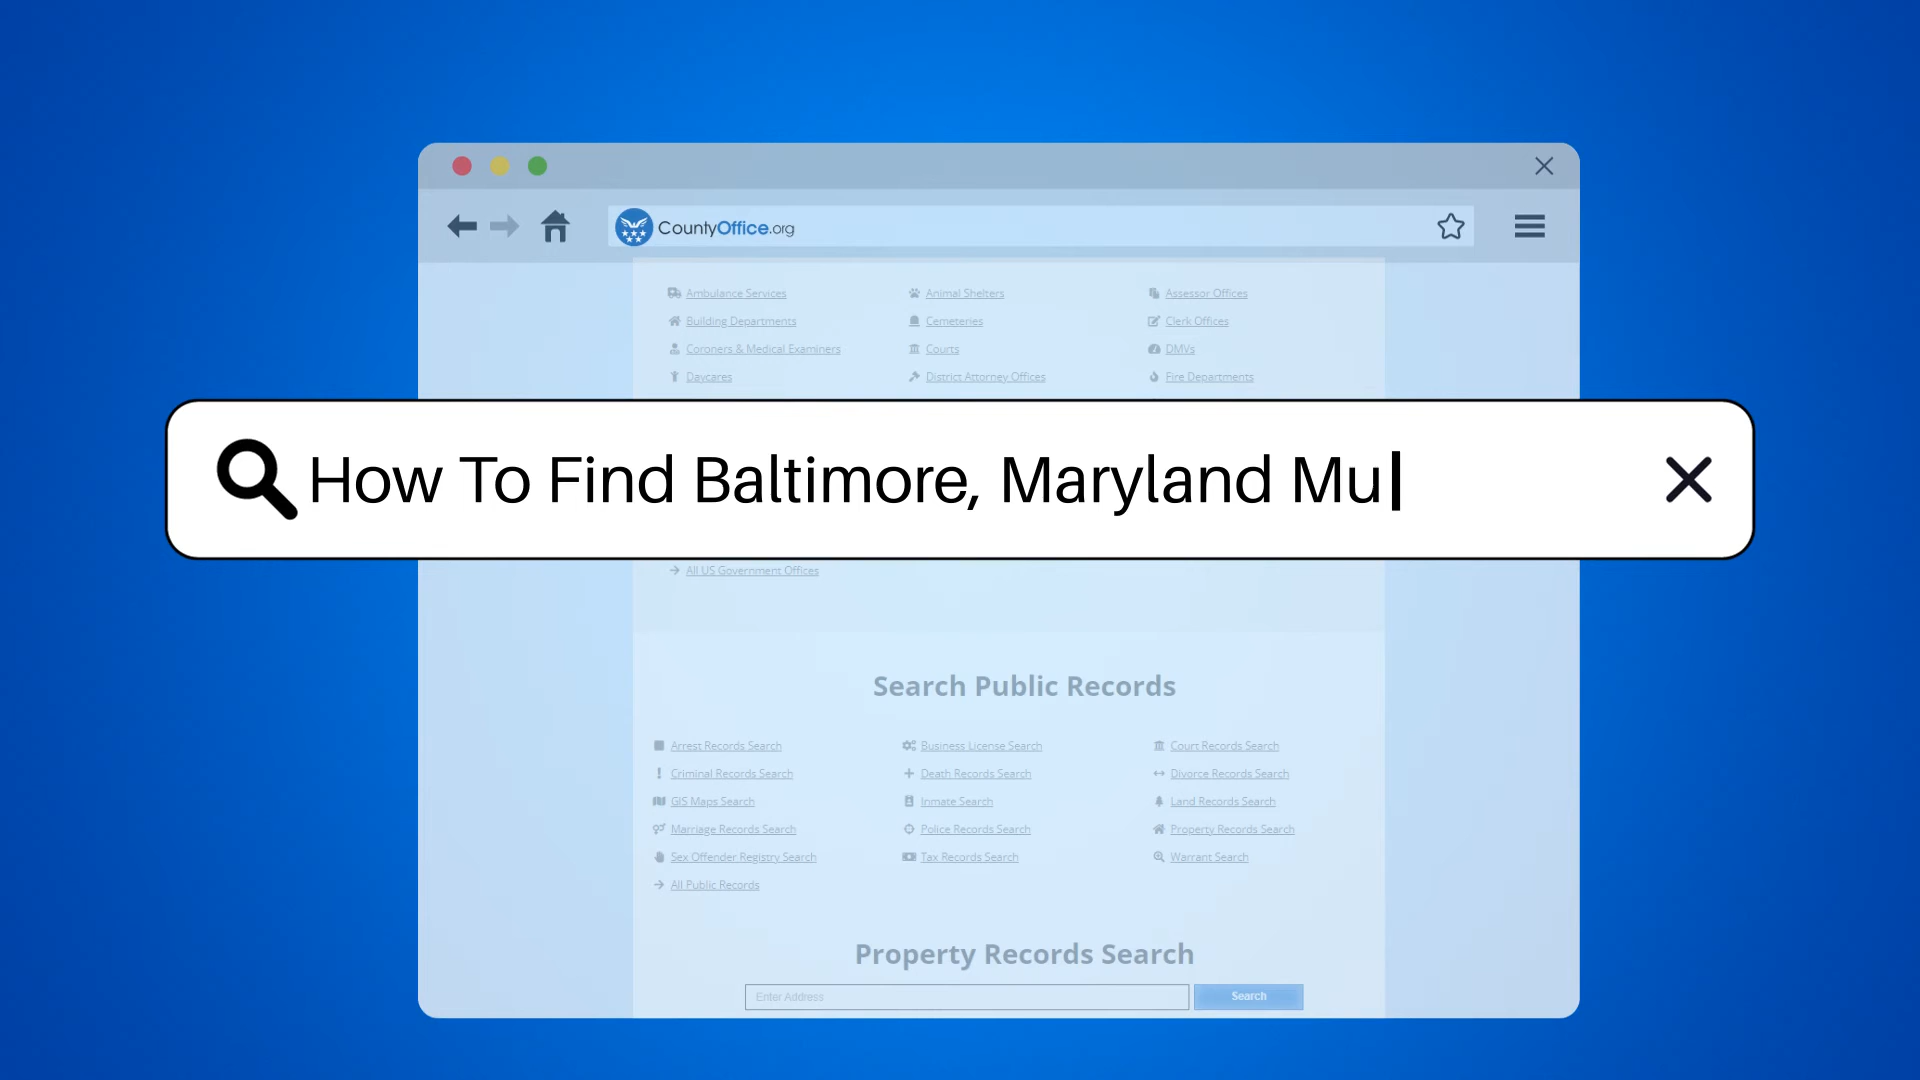 CountyOffice.org
Ambulance Services Animal Shelters Assessor Offices
Building Departments Cemeteries Clerk Offices
Coroners & Medical Examiners Courts DMVs
Daycares District Attorney Offices Fire Departments
How To Find Baltimore, Maryland Mu
All US Government Offices
Search Public Records
Arrest Records Search Business License Search Court Records Search
Criminal Records Search Death Records Search Divorce Records Search
GIS Maps Search Inmate Search Land Records Search
Marriage Records Search Police Records Search Property Records Search
Sex Offender Registry Search Tax Records Search Warrant Search
All Public Records
Property Records Search
Enter Address Search